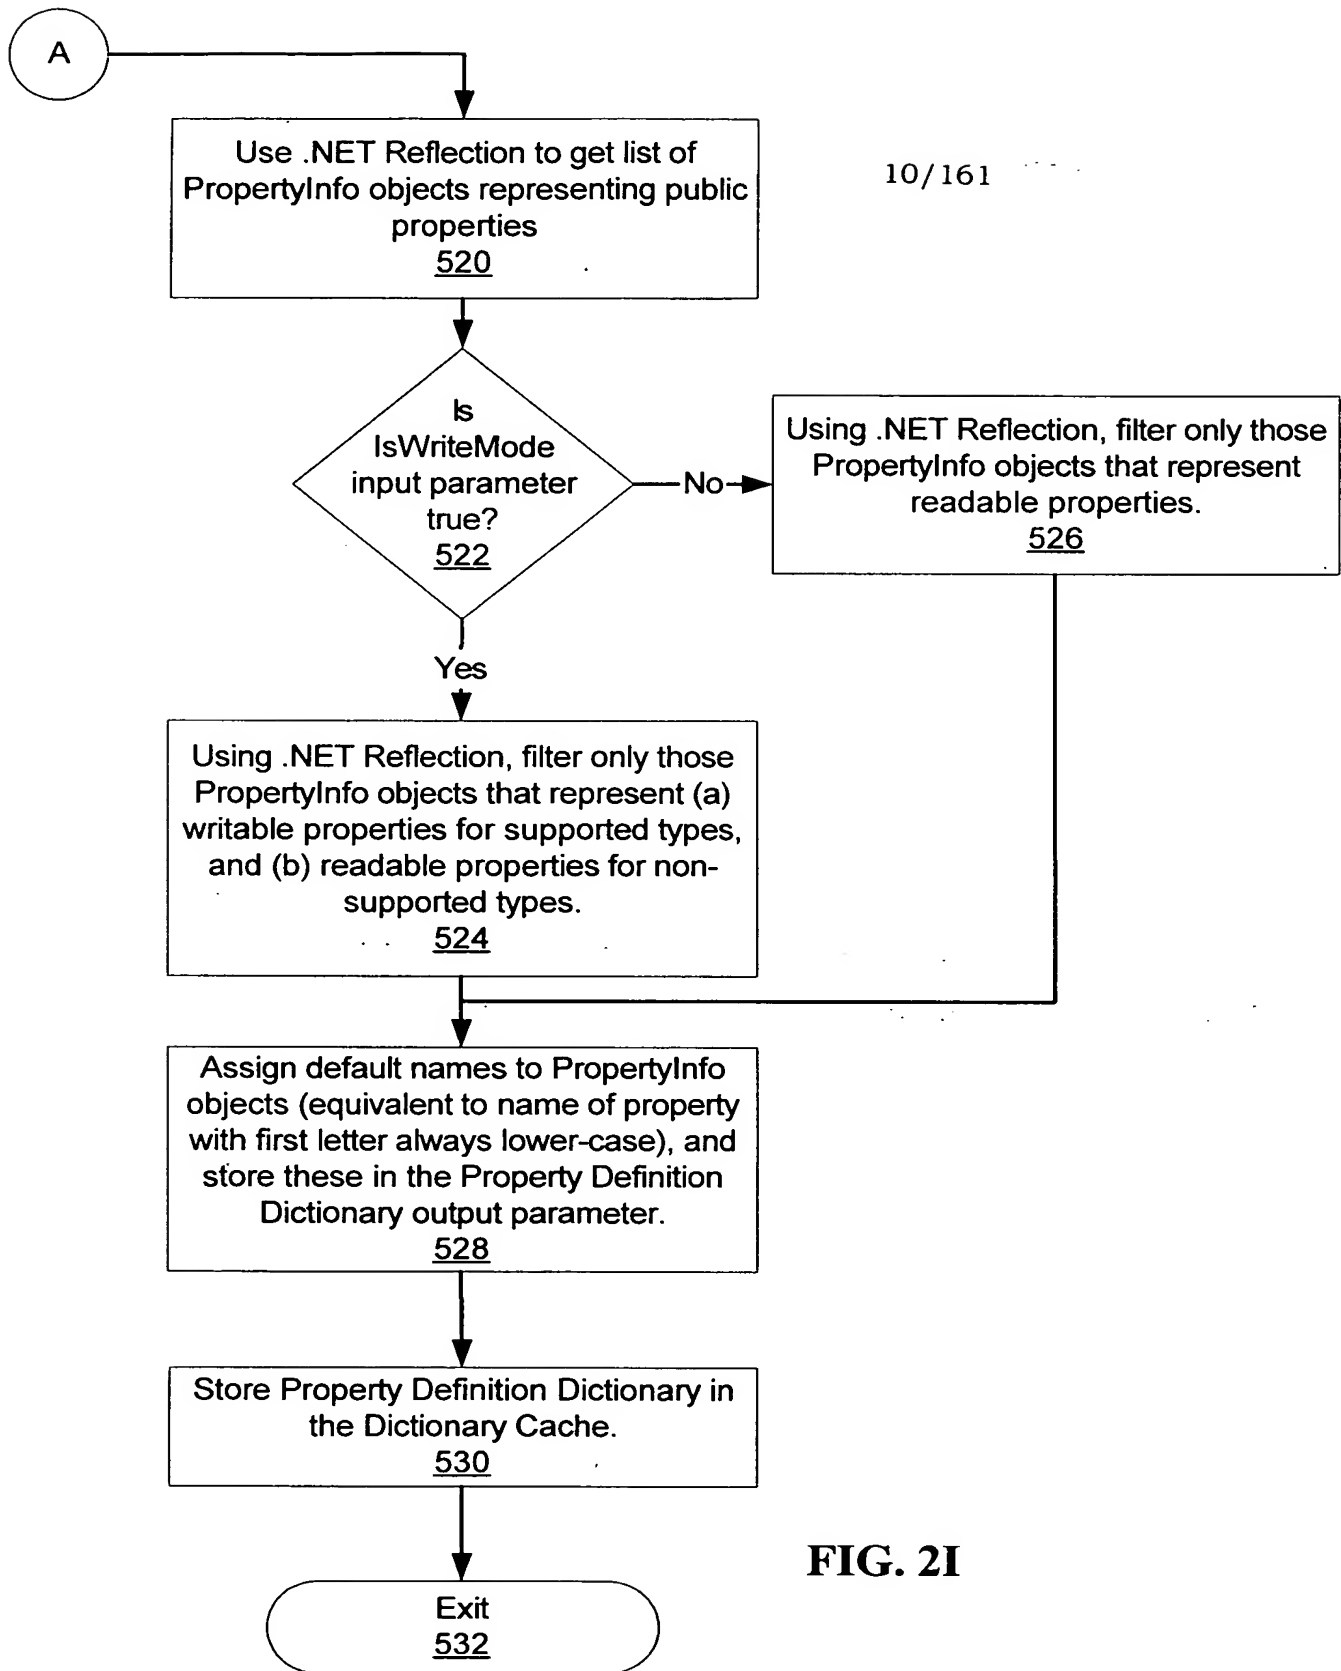 A
Use .NET Reflection to get list of
PropertyInfo objects representing public
properties
520
10/161
Is
IsWriteMode
input parameter
true?
522
No
Using .NET Reflection, filter only those
PropertyInfo objects that represent
readable properties.
526
Yes
Using .NET Reflection, filter only those
PropertyInfo objects that represent (a)
writable properties for supported types,
and (b) readable properties for non-
supported types.
524
Assign default names to PropertyInfo
objects (equivalent to name of property
with first letter always lower-case), and
store these in the Property Definition
Dictionary output parameter.
528
Store Property Definition Dictionary in
the Dictionary Cache.
530
Exit
532
FIG. 2I